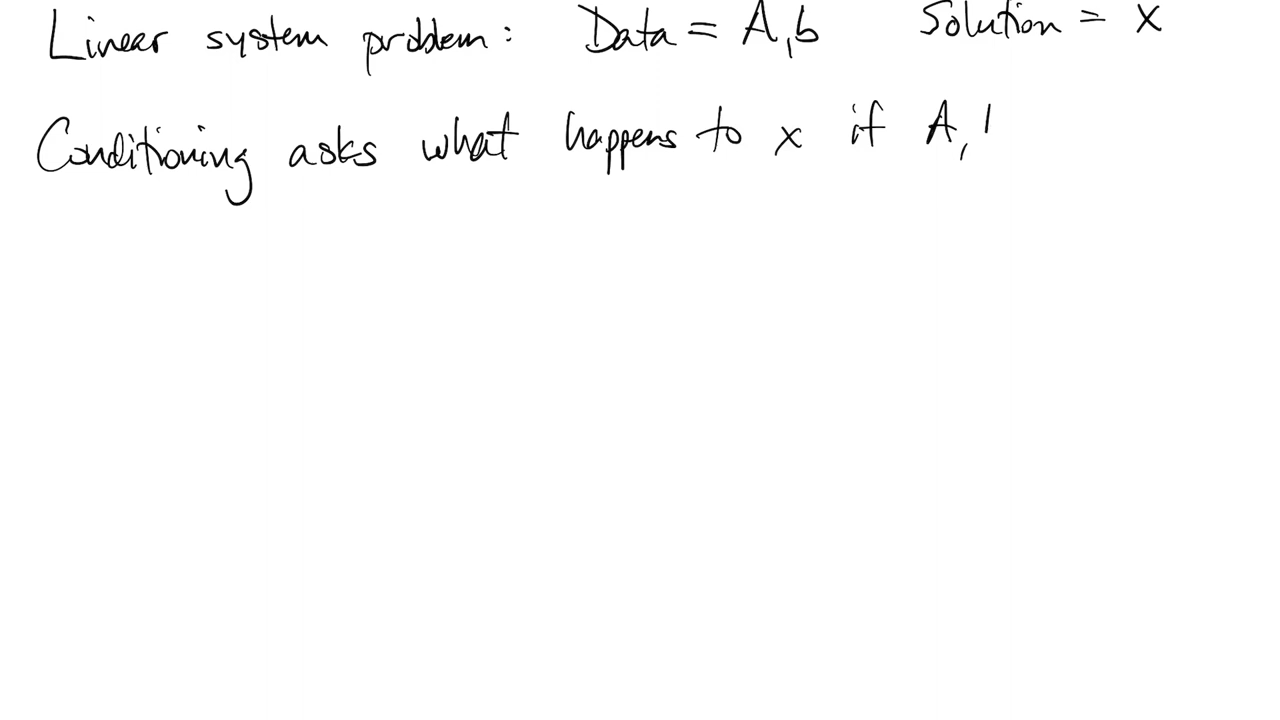 Linear system problem: Data = A,b Solution = x
Conditioning asks what happens to x if A,